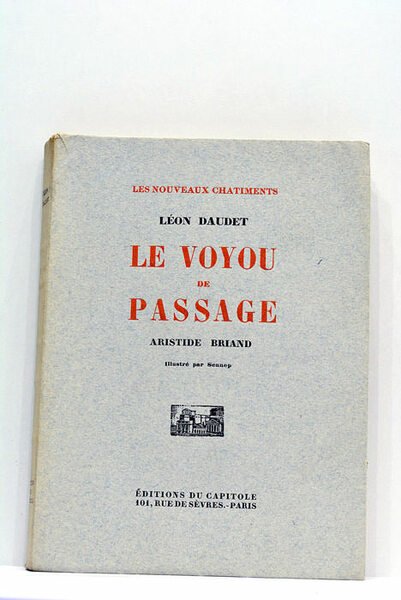 LES NOUVEAUX CHATIMENTS
LÉON DAUDET
LE VOYOU
DE
PASSAGE
ARISTIDE BRIAND
Illustré par Sennep
ÉDITIONS DU CAPITOLE
101, RUE DE SÈVRES.-PARIS